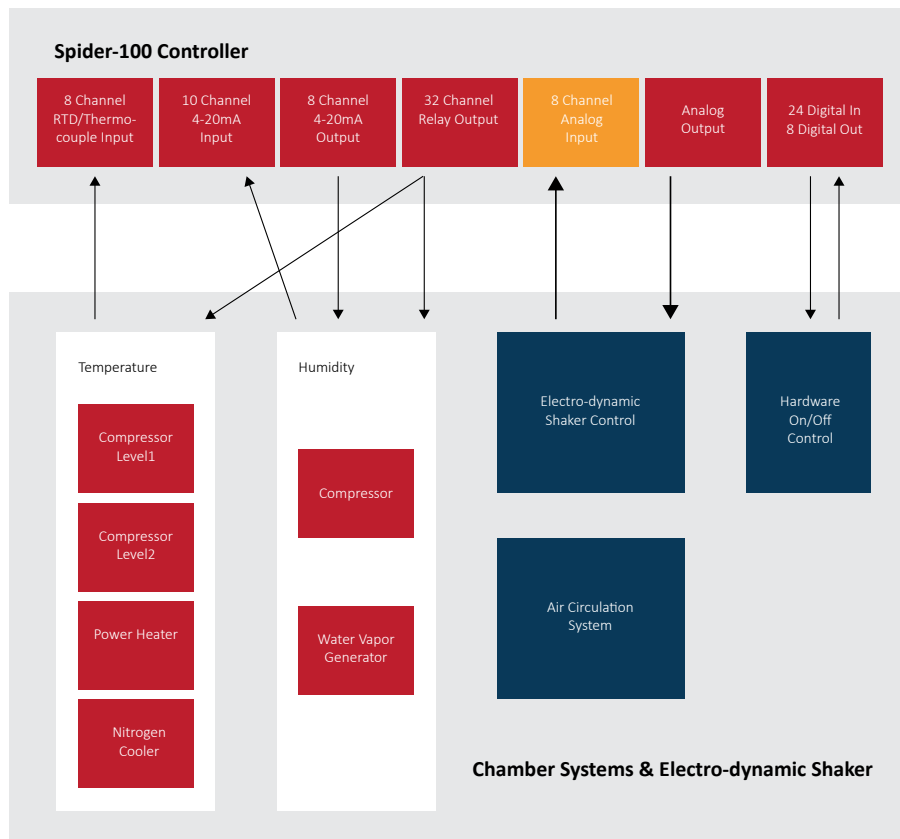 Spider-100 Controller
8 Channel
RTD/Thermo-
couple Input
10 Channel
4-20mA
Input
8 Channel
4-20mA
Output
32 Channel
Relay Output
8 Channel
Analog
Input
Analog
Output
24 Digital In
8 Digital Out
Temperature
Compressor
Level1
Compressor
Level2
Power Heater
Nitrogen
Cooler
Humidity
Compressor
Water Vapor
Generator
Electro-dynamic
Shaker Control
Air Circulation
System
Hardware
On/Off
Control
Chamber Systems & Electro-dynamic Shaker